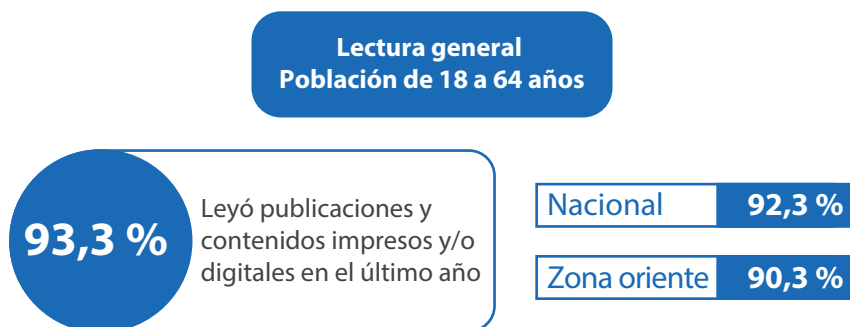 Lectura general
Población de 18 a 64 años
93,3 %
Leyó publicaciones y
contenidos impresos y/o
digitales en el último año
Nacional 92,3 %
Zona oriente 90,3 %